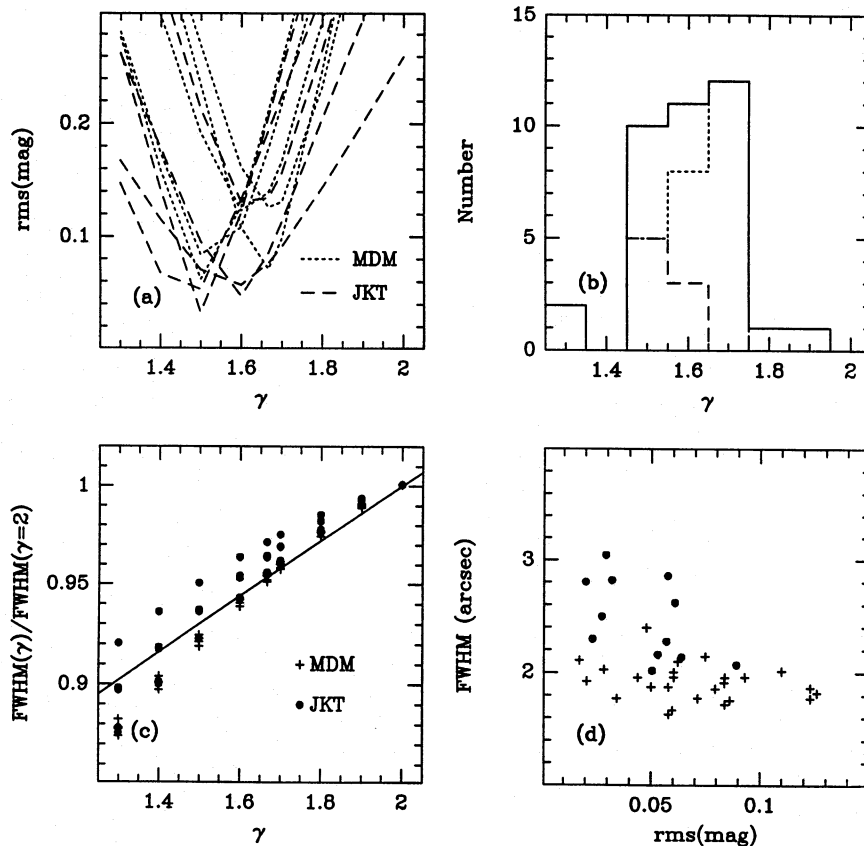 rms(mag)
0.2
0.1
(a)
MDM
JKT
1.4
1.6
1.8
2
γ
Number
15
10
5
0
(b)
1.4
1.6
1.8
2
γ
FWHM(γ)/FWHM(γ=2)
1
0.95
0.9
(c)
MDM
JKT
1.4
1.6
1.8
2
γ
FWHM (arcsec)
3
2
1
(d)
0.05
0.1
rms(mag)